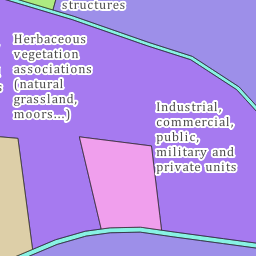 structures
Herbaceous
vegetation
associations
(natural
grassland,
moors...)
Industrial,
commercial,
public,
military and
private units